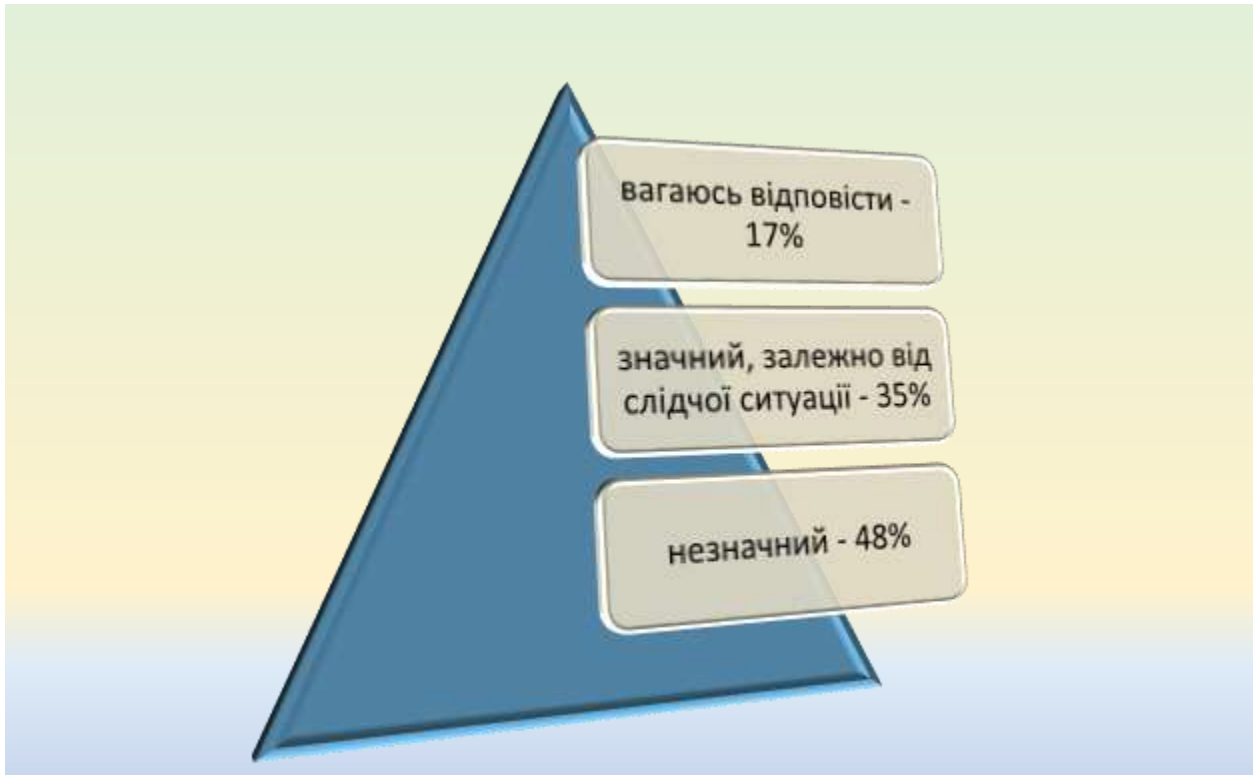 вагаюсь відповісти -
17%
значний, залежно від
слідчої ситуації - 35%
незначний - 48%